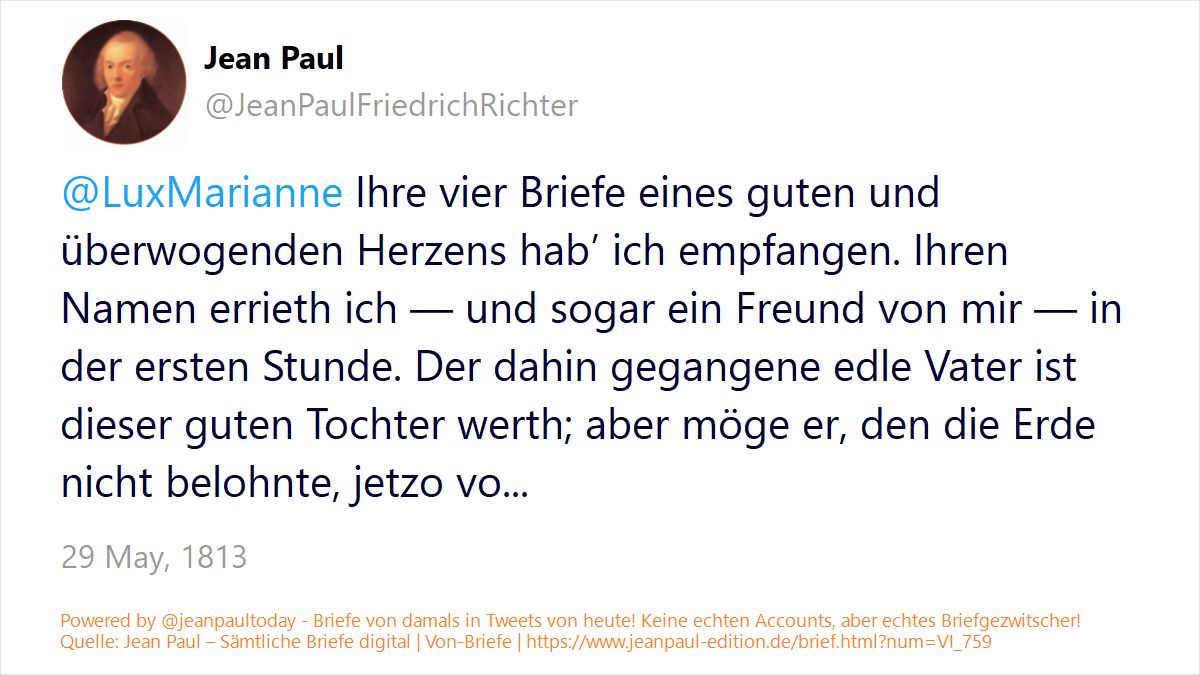 Jean Paul
@JeanPaulFriedrichRichter
@LuxMarianne Ihre vier Briefe eines guten und
überwogenden Herzens hab’ ich empfangen. Ihren
Namen errieth ich — und sogar ein Freund von mir — in
der ersten Stunde. Der dahin gegangene edle Vater ist
dieser guten Tochter werth; aber möge er, den die Erde
nicht belohnte, jetzo vo...
29 May, 1813
Powered by @jeanpaultoday - Briefe von damals in Tweets von heute! Keine echten Accounts, aber echtes Briefgezwitscher!
Quelle: Jean Paul – Sämtliche Briefe digital | Von-Briefe | https://www.jeanpaul-edition.de/brief.html?num=VI_759